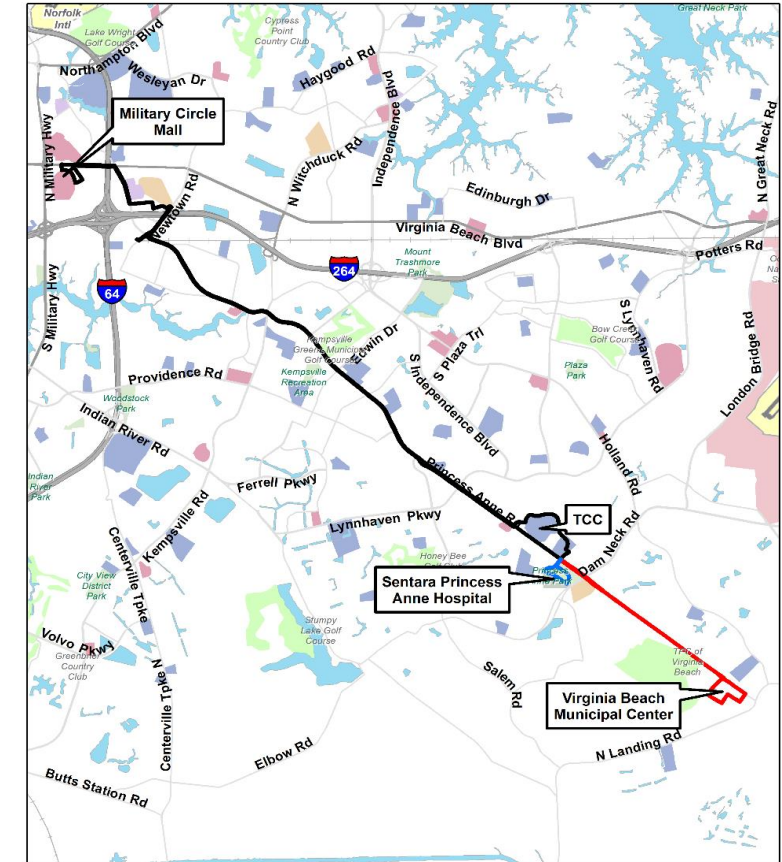 Norfolk
Intl
Lake Wright
Golf Course
Northampton Blvd
Wesleyan Dr
Cypress
Point
Country Club
Great Neck Park
Haygood Rd
Independence Blvd
N Great Neck Rd
Military Circle
Mall
N Military Hwy
N Witchduck Rd
Newtown Rd
Edinburgh Dr
Virginia Beach Blvd
Potters Rd
Mount
Trashmore
Park
264
64
S Military Hwy
S Lynnhaven Rd
Bow Creek
Golf Course
London Bridge Rd
Kempsville
Greens Municipal
Golf Course
Edwin Dr
S Plaza Trl
Plaza
Park
Kempsville
Recreation
Area
Providence Rd
S Independence Blvd
Woodstock
Park
Indian River Rd
Holland Rd
Indian
River
Park
Ferrell Pkwy
Princess Anne R
Kempsville Rd
Lynnhaven Pkwy
TCC
Dam Neck Rd
Centerville Tpke
Honey Bee
City View
District
Park
Sentara Princess
Anne Hospital
Stumpy
Lake Golf
Course
Volvo Pkwy
Greenbrier
Country
Club
TPC of
Virginia
Beach
Salem Rd
Virginia Beach
Municipal Center
Centerville Tpke N
N Landing Rd
Elbow Rd
Butts Station Rd